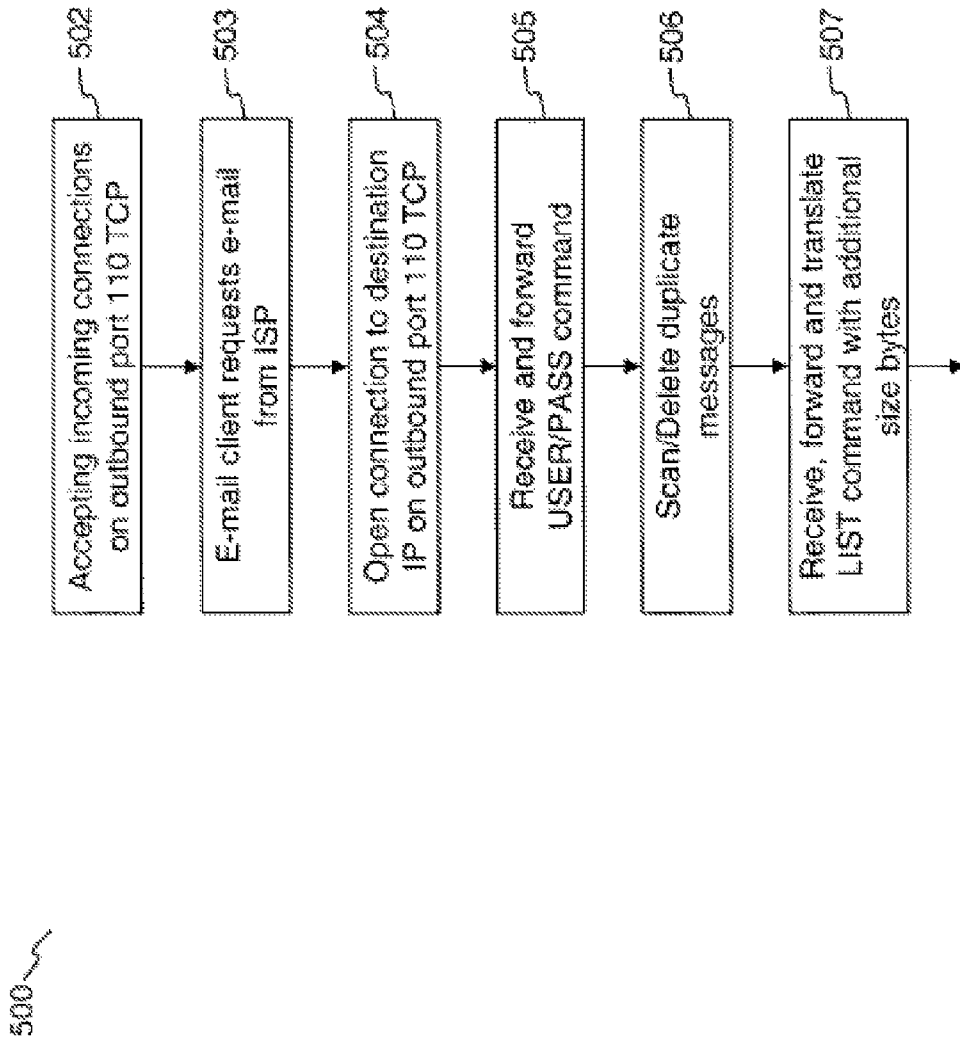 500
Accepting incoming connections
on outbound port 110 TCP
502
E-mail client requests e-mail
from ISP
503
Open connection to destination
IP on outbound port 110 TCP
504
Receive and forward
USER/PASS command
505
Scan/Delete duplicate
messages
506
Receive, forward and translate
LIST command with additional
size bytes
507